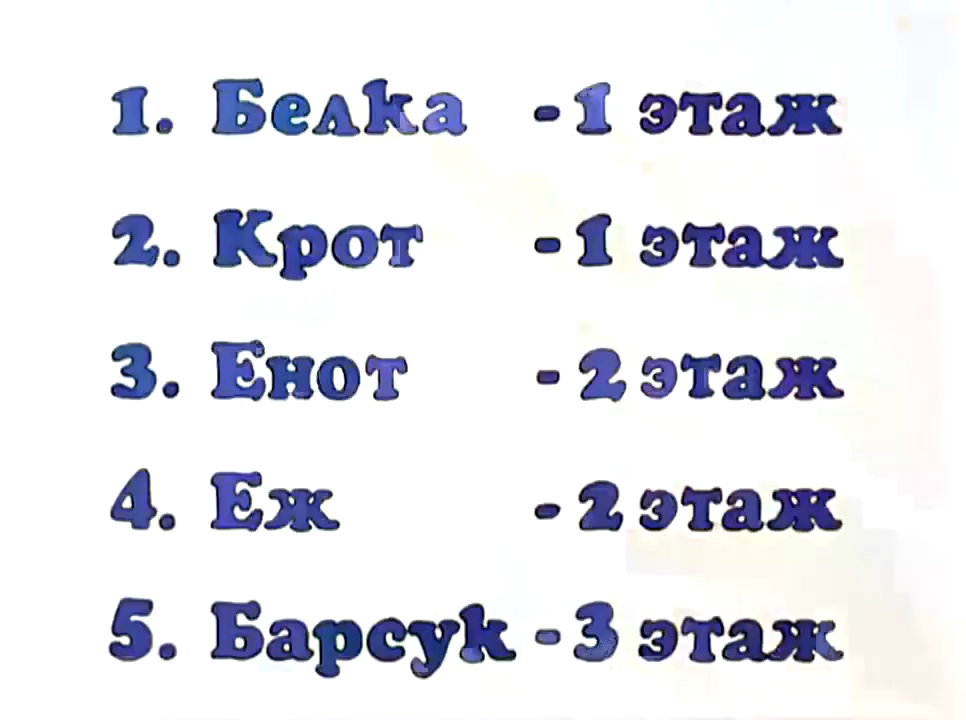 1. Белка - 1 этаж
2. Крот - 1 этаж
3. Енот - 2 этаж
4. Еж - 2 этаж
5. Барсук - 3 этаж